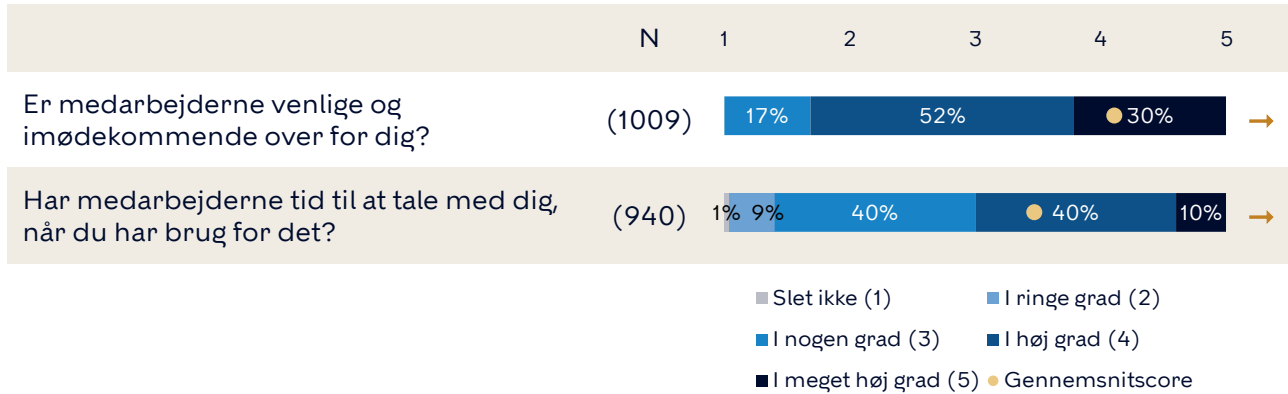 N 1 2 3 4 5
Er medarbejderne venlige og
imødekommende over for dig?
(1009) 17% 52% 30% →
Har medarbejderne tid til at tale med dig,
når du har brug for det?
(940) 1% 9% 40% 40% 10% →
Slet ikke (1) I ringe grad (2)
I nogen grad (3) I høj grad (4)
I meget høj grad (5) Gennemsnitscore